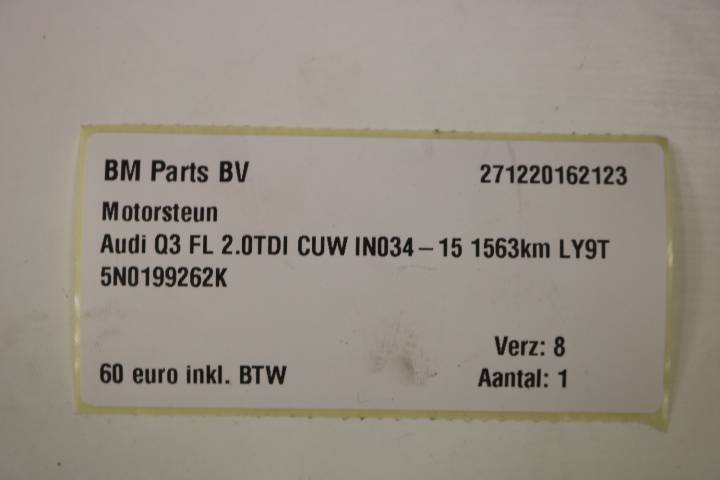 BM Parts BV 271220162123
Motorsteun
Audi Q3 FL 2.0TDI CUW IN034-15 1563km LY9T
5N0199262K
Verz: 8
60 euro inkl. BTW Aantal: 1